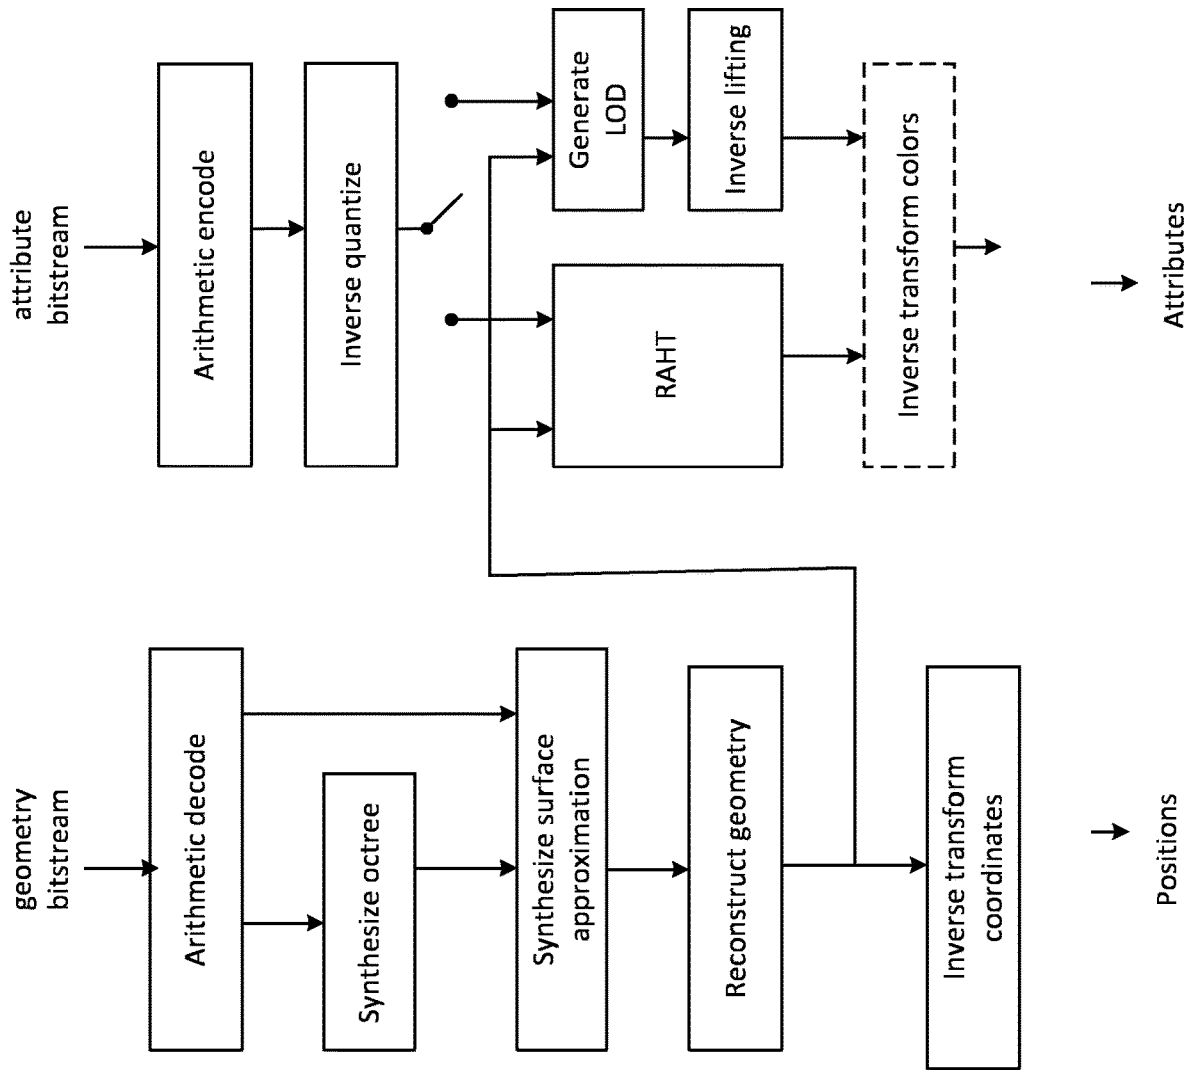 geometry
bitstream
Arithmetic decode
Synthesize octree
Synthesize surface
approximation
Reconstruct geometry
Inverse transform
coordinates
Positions
attribute
bitstream
Arithmetic encode
Inverse quantize
RAHT
Generate
LOD
Inverse lifting
Inverse transform colors
Attributes